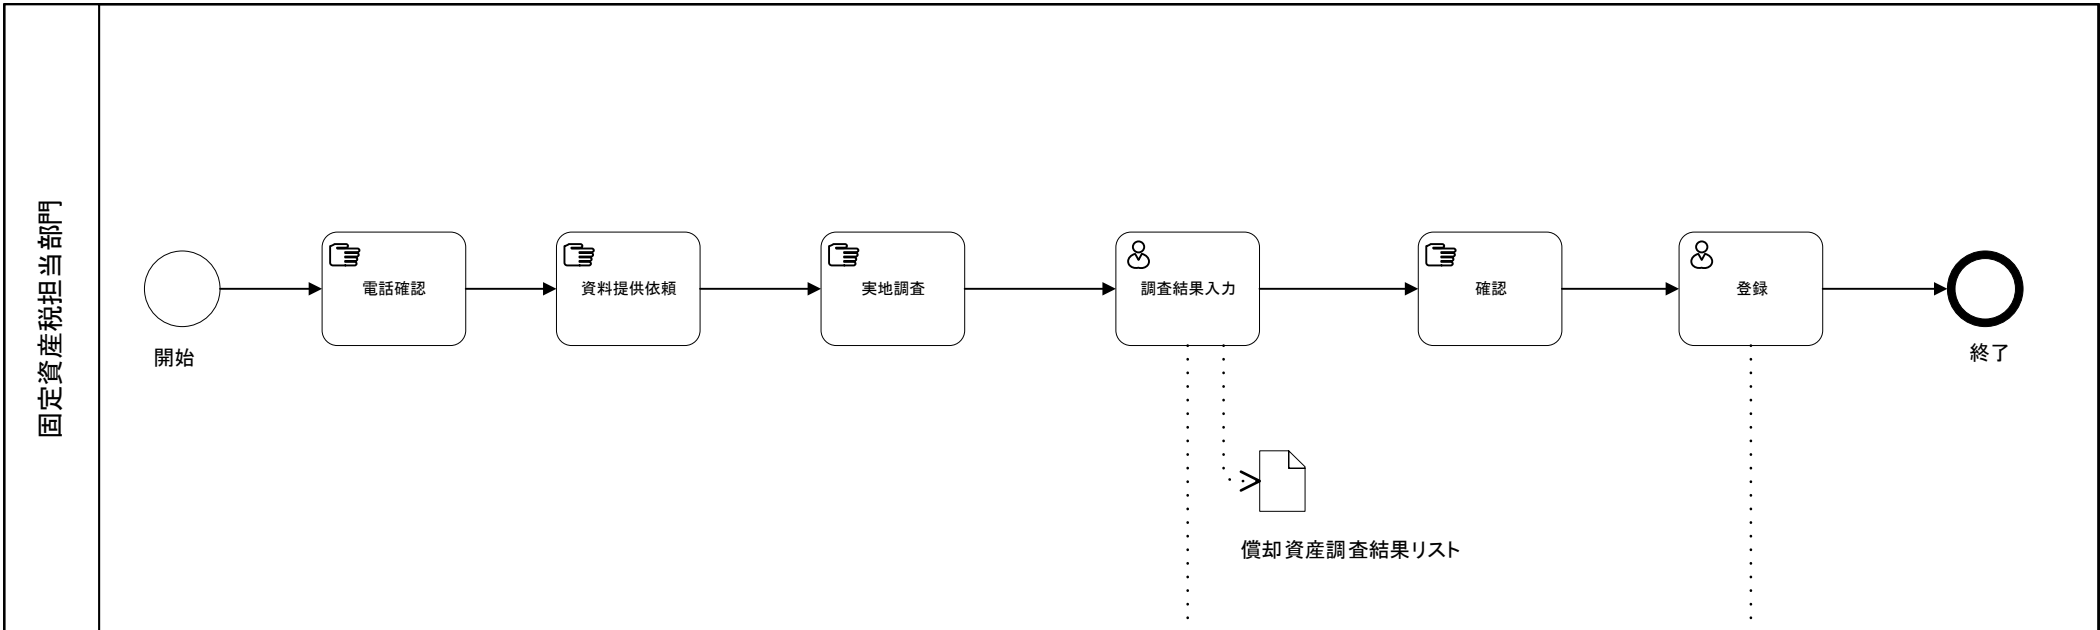 固定資産税担当部門
開始
電話確認
資料提供依頼
実地調査
調査結果入力
確認
登録
終了
償却資産調査結果リスト